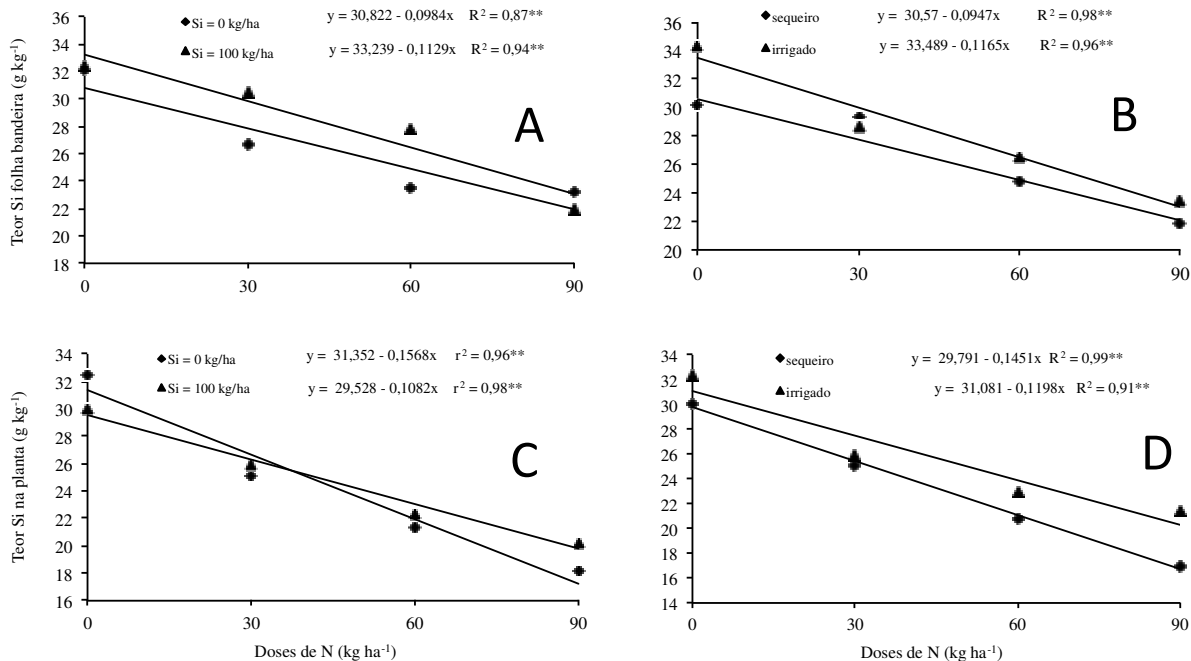 Si = 0 kg/ha y = 30,822 - 0,0984x R² = 0,87**
Si = 100 kg/ha y = 33,239 - 0,1129x R² = 0,94**
Teor Si folha bandeira (g kg⁻¹)
36
34
32
30
28
26
24
22
20
18
0 30 60 90
A
sequeiro y = 30,57 - 0,0947x R² = 0,98**
irrigado y = 33,489 - 0,1165x R² = 0,96**
36
34
32
30
28
26
24
22
20
0 30 60 90
B
Si = 0 kg/ha y = 31,352 - 0,1568x r² = 0,96**
Si = 100 kg/ha y = 29,528 - 0,1082x r² = 0,98**
Teor Si na planta (g kg⁻¹)
34
32
30
28
26
24
22
20
18
16
0 30 60 90
Doses de N (kg ha⁻¹)
C
sequeiro y = 29,791 - 0,1451x R² = 0,99**
irrigado y = 31,081 - 0,1198x R² = 0,91**
34
32
30
28
26
24
22
20
18
16
14
0 30 60 90
Doses de N (kg ha⁻¹)
D